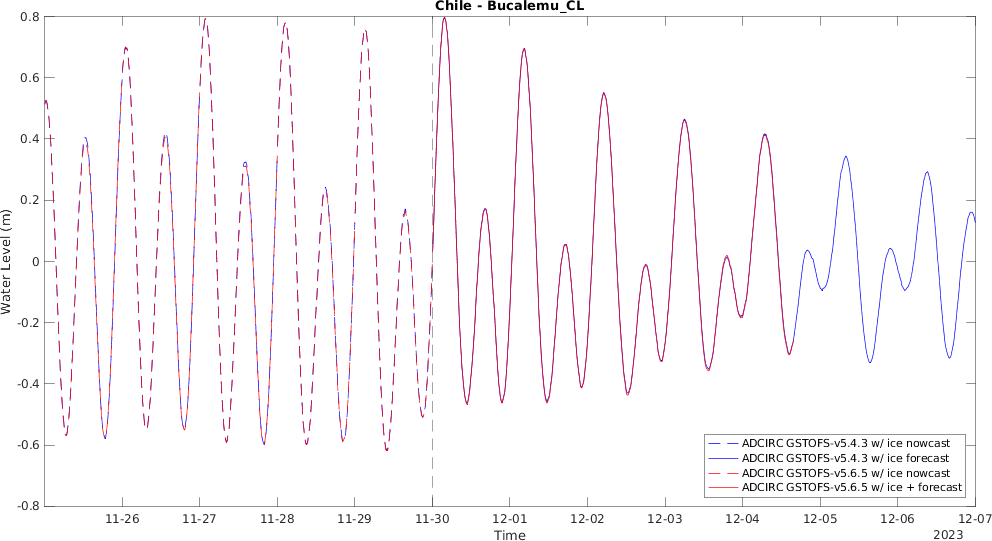 Chile - Bucalemu_CL
0.8
0.6
0.4
0.2
0
-0.2
-0.4
-0.6
-0.8
Water Level (m)
ADCIRC GSTOFS-v5.4.3 w/ ice nowcast
ADCIRC GSTOFS-v5.4.3 w/ ice forecast
ADCIRC GSTOFS-v5.6.5 w/ ice nowcast
ADCIRC GSTOFS-v5.6.5 w/ ice + forecast
11-26 11-27 11-28 11-29 11-30 12-01 12-02 12-03 12-04 12-05 12-06 12-07
Time
2023